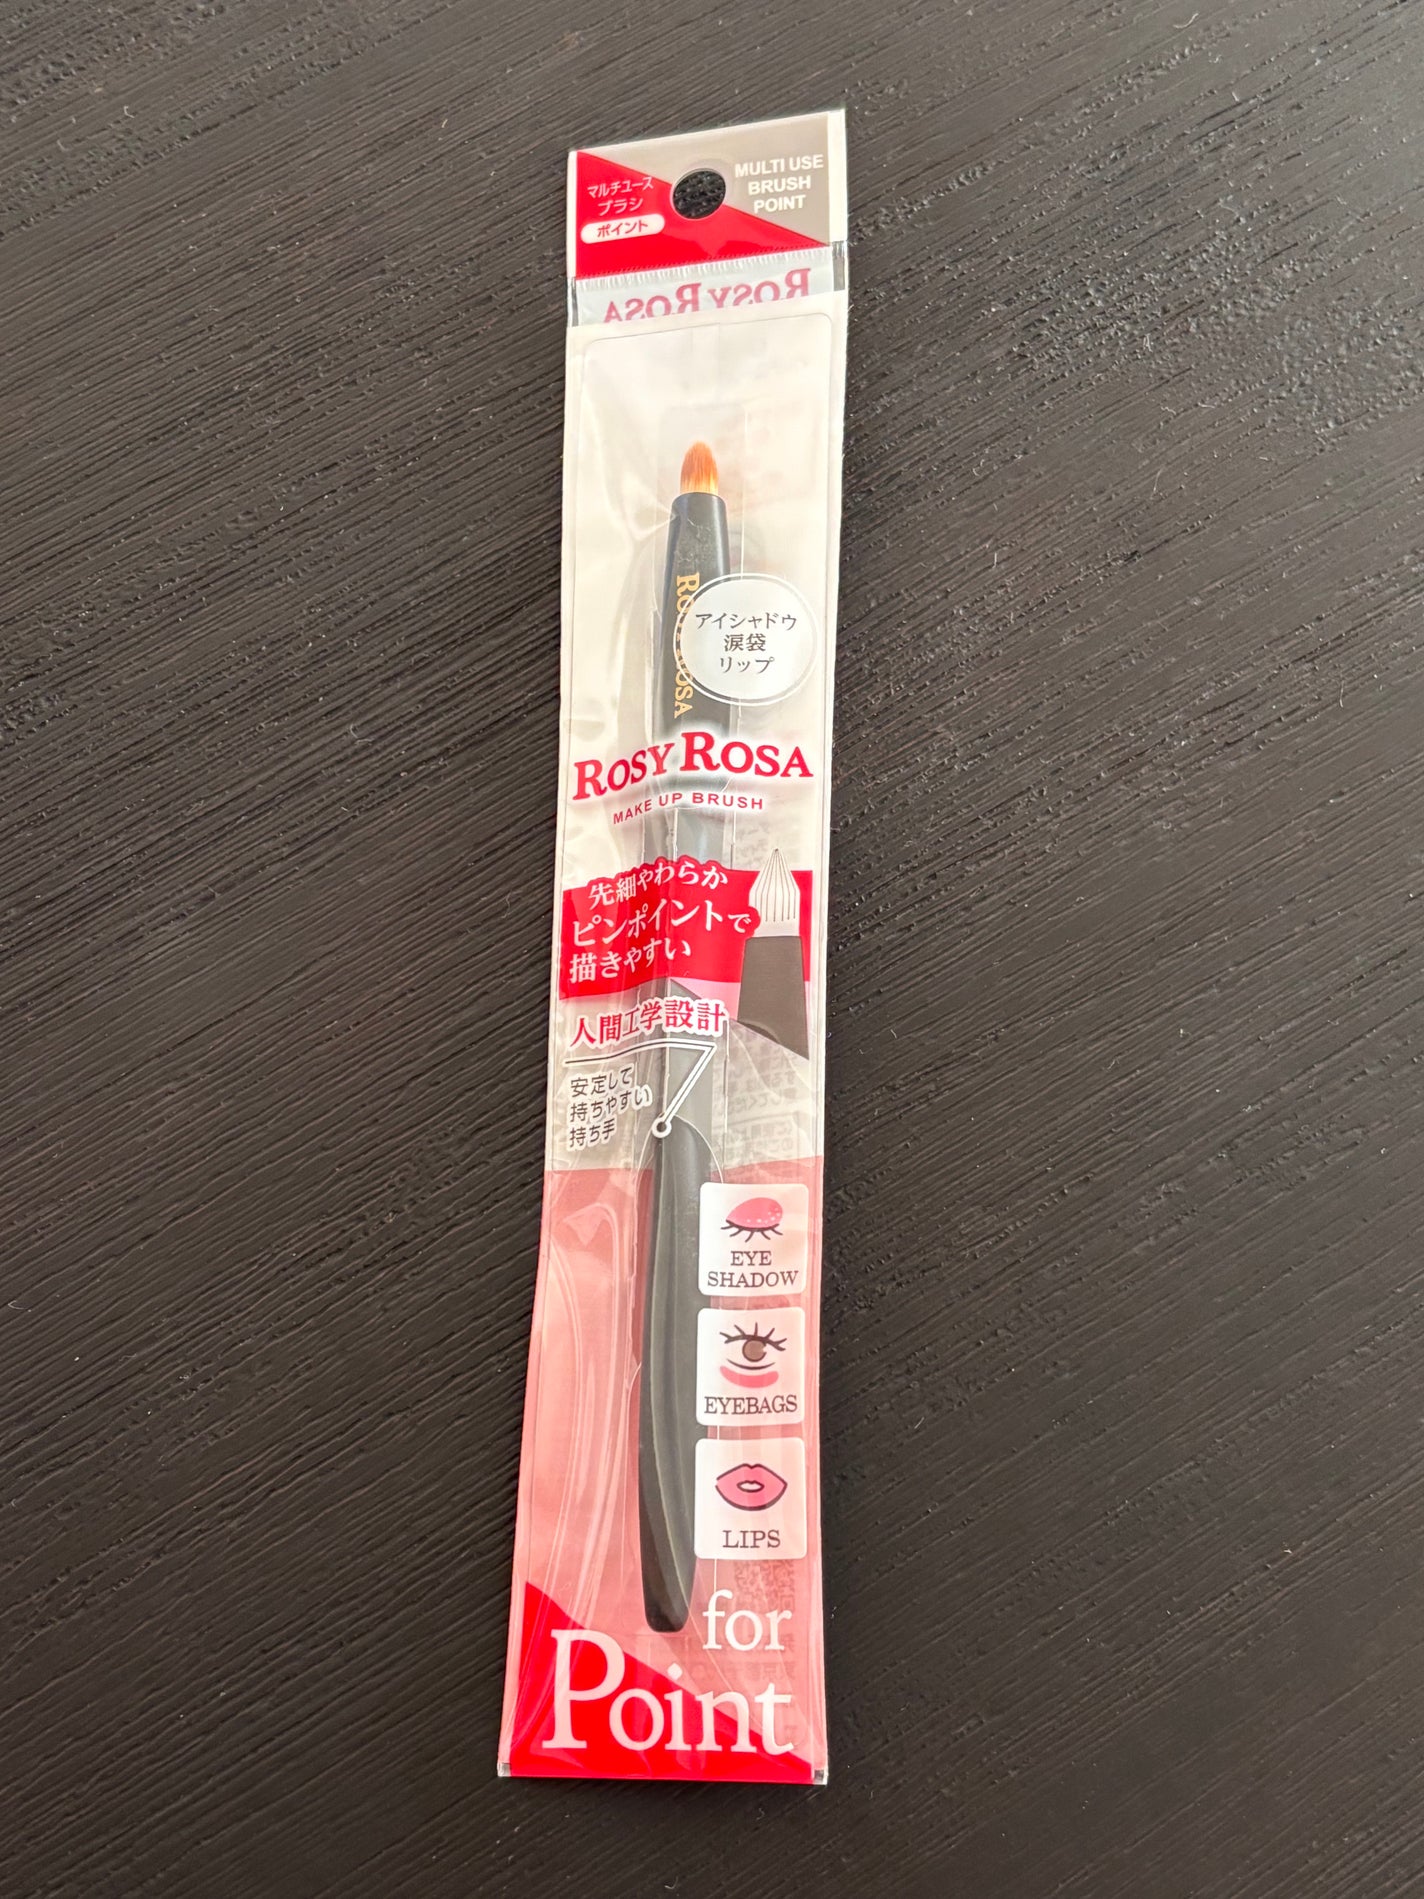 マルチユース
ブラシ
ポイント
MULTI USE
BRUSH
POINT
ROSY ROSA
アイシャドウ
涙袋
リップ
ROSY ROSA
MAKE UP BRUSH
先細やわらか
ピンポイントで
描きやすい
人間工学設計
安定して
持ちやすい
持ち手
EYE
SHADOW
EYEBAGS
LIPS
for
Point